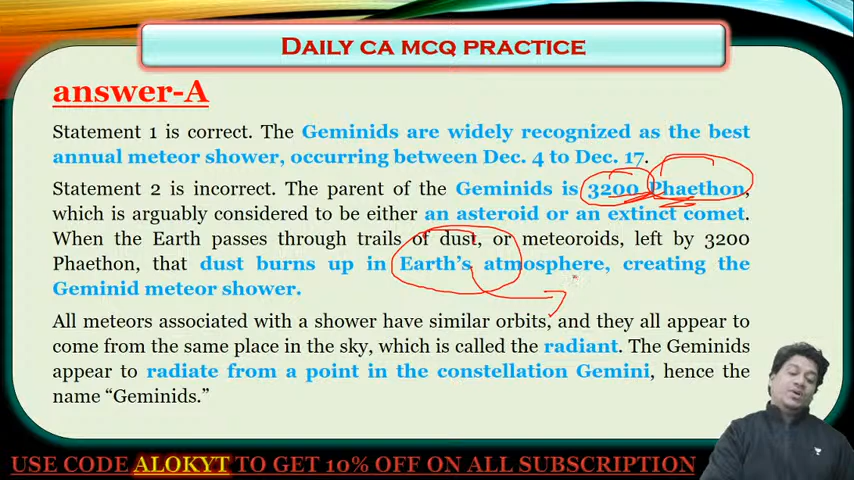 DAILY CA MCQ PRACTICE
answer-A
Statement 1 is correct. The Geminids are widely recognized as the best
annual meteor shower, occurring between Dec. 4 to Dec. 17.
Statement 2 is incorrect. The parent of the Geminids is 3200 Phaethon,
which is arguably considered to be either an asteroid or an extinct comet.
When the Earth passes through trails of dust, or meteoroids, left by 3200
Phaethon, that dust burns up in Earth's atmosphere, creating the
Geminid meteor shower.
All meteors associated with a shower have similar orbits, and they all appear to
come from the same place in the sky, which is called the radiant. The Geminids
appear to radiate from a point in the constellation Gemini, hence the
name “Geminids.”
USE CODE ALOKYT TO GET 10% OFF ON ALL SUBSCRIPTION